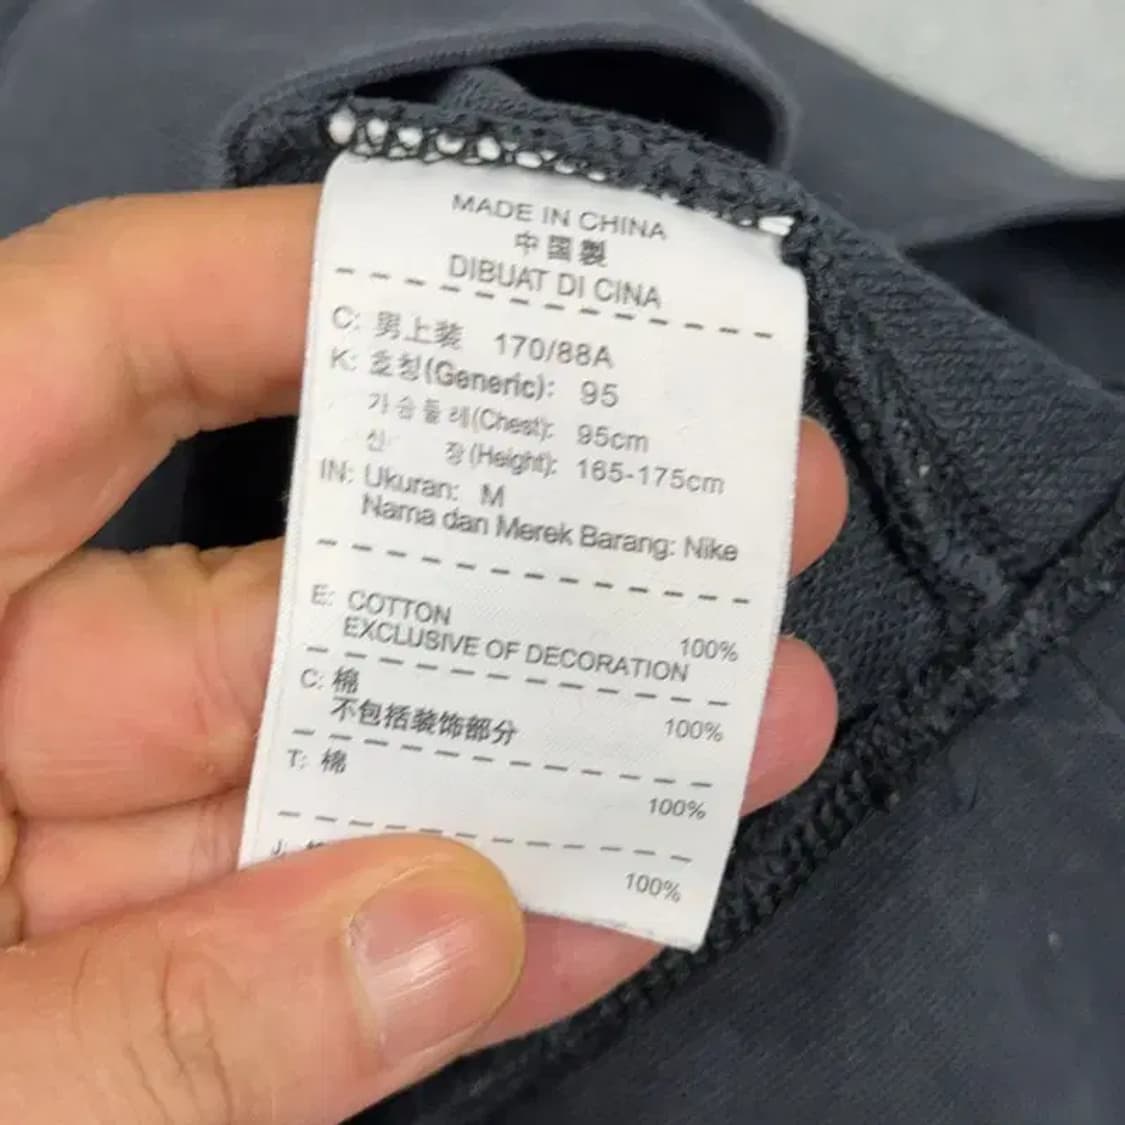 MADE IN CHINA
中国製
DIBUAT DI CINA
C: 男上装 170/88A
K: 호칭(Generic): 95
가슴둘레(Chest): 95cm
신 장(Height): 165-175cm
IN: Ukuran: M
Nama dan Merek Barang: Nike
E: COTTON 100%
EXCLUSIVE OF DECORATION
C: 棉 100%
不包括装饰部分
T: 棉 100%
J: 100%